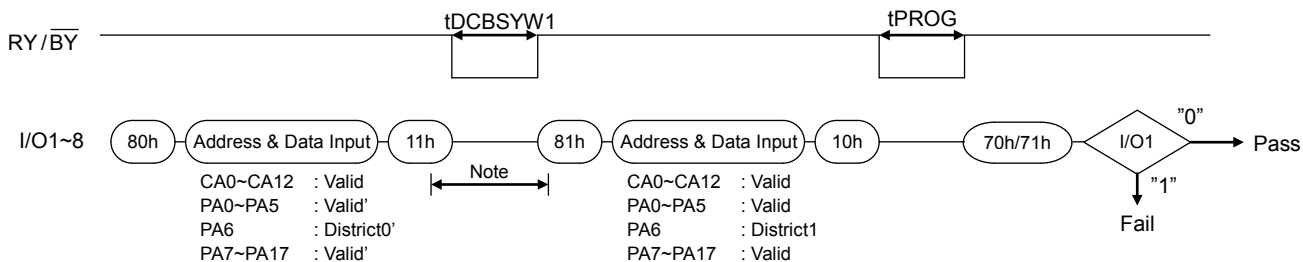 tDCBSYW1
tPROG
RY/BY
I/O1~8
80h
Address & Data Input
11h
81h
Address & Data Input
10h
70h/71h
I/O1
”0”
Pass
”1”
Fail
Note
CA0~CA12 : Valid
PA0~PA5 : Valid’
PA6 : District0’
PA7~PA17 : Valid’
CA0~CA12 : Valid
PA0~PA5 : Valid
PA6 : District1
PA7~PA17 : Valid